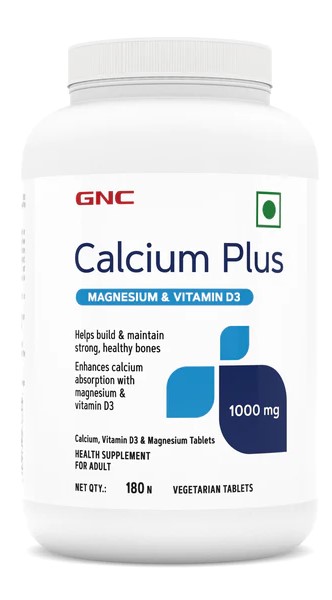 GNC
Calcium Plus
MAGNESIUM & VITAMIN D3
Helps build & maintain
strong, healthy bones
Enhances calcium
absorption with
magnesium &
vitamin D3
1000 mg
Calcium, Vitamin D3 & Magnesium Tablets
HEALTH SUPPLEMENT
FOR ADULT
NET QTY.: 180 N VEGETARIAN TABLETS